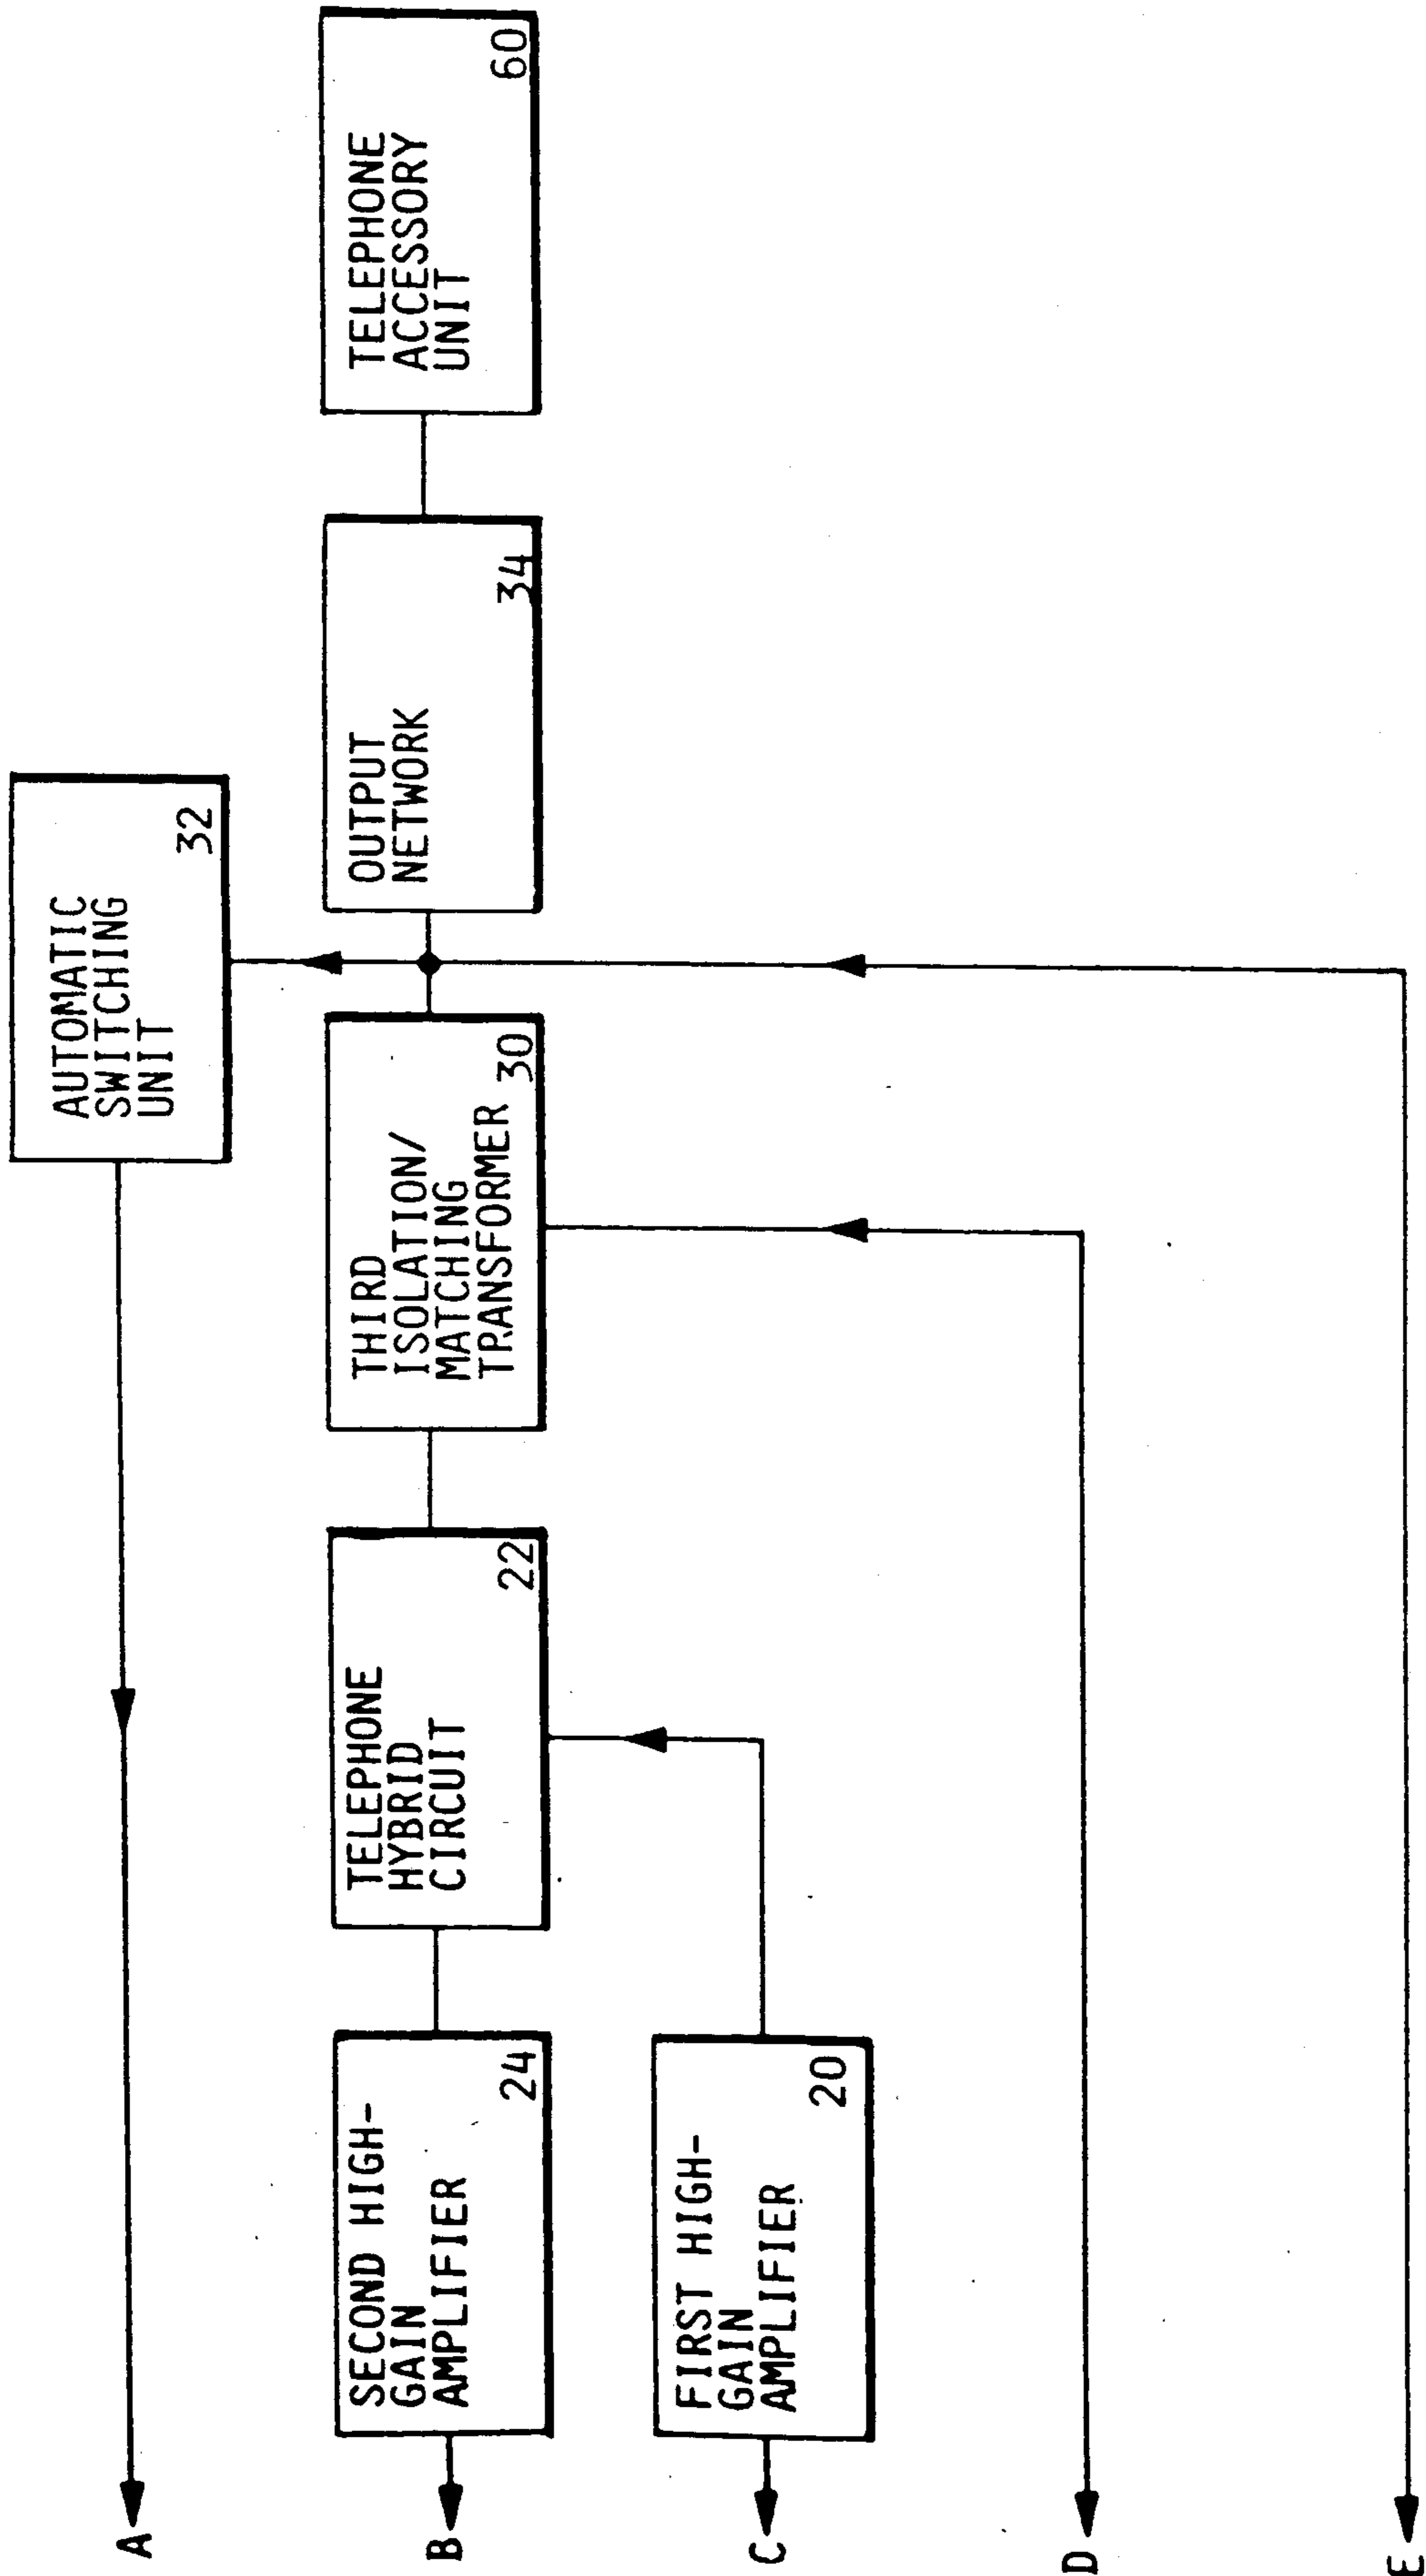 A
AUTOMATIC
SWITCHING
UNIT
32
B
SECOND HIGH-
GAIN
AMPLIFIER
24
TELEPHONE
HYBRID
CIRCUIT
22
THIRD
ISOLATION/
MATCHING
TRANSFORMER
30
OUTPUT
NETWORK
34
TELEPHONE
ACCESSORY
UNIT
60
C
FIRST HIGH-
GAIN
AMPLIFIER
20
D
E